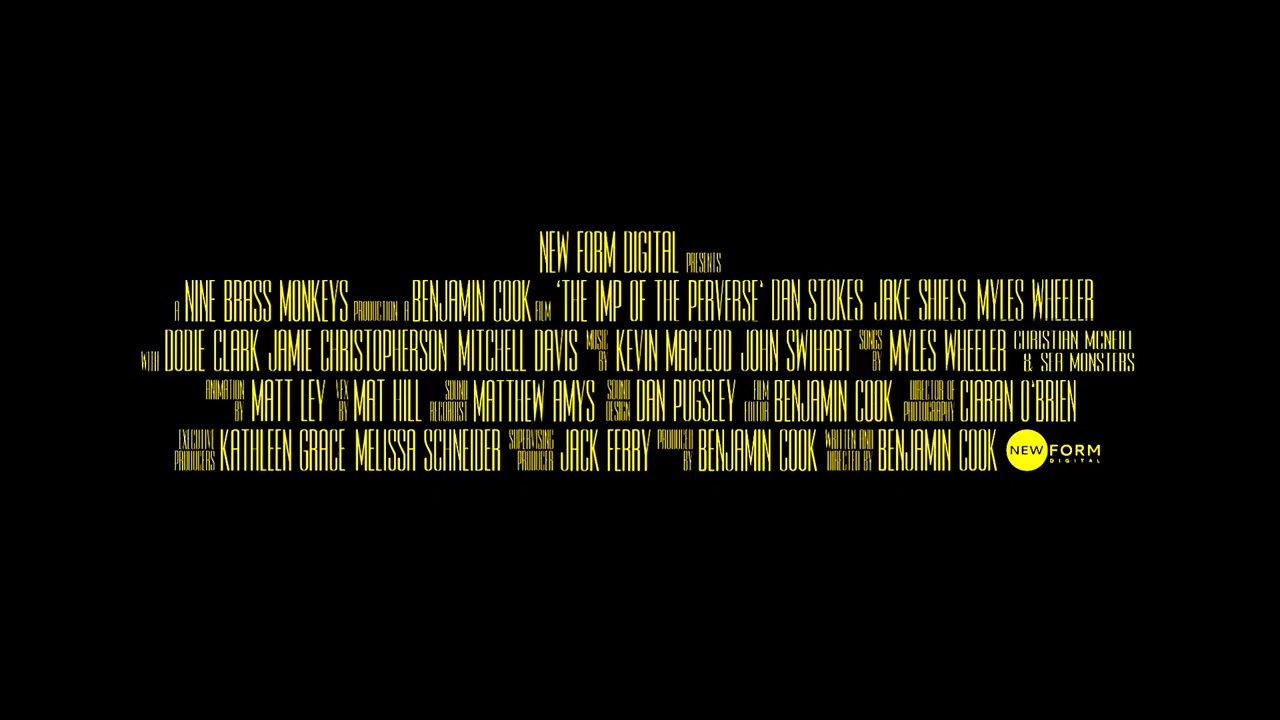 NEW FORM DIGITAL PRESENTS
A NINE BRASS MONKEYS PRODUCTION A BENJAMIN COOK FILM 'THE IMP OF THE PERVERSE' DAN STOKES JAKE SHIELS MYLES WHEELER
WITH DODIE CLARK JAMIE CHRISTOPHERSON MITCHELL DAVIS MUSIC BY KEVIN MACLEOD JOHN SWIHART SONGS BY MYLES WHEELER CHRISTIAN MCNEILL & SEA MONSTERS
ANIMATION BY MATT LEY VFX BY MAT HILL SOUND RECORDIST MATTHEW AMYS SOUND DESIGN DAN PUGSLEY FILM EDITOR BENJAMIN COOK DIRECTOR OF PHOTOGRAPHY CIARAN O'BRIEN
EXECUTIVE PRODUCERS KATHLEEN GRACE MELISSA SCHNEIDER SUPERVISING PRODUCER JACK FERRY PRODUCED BY BENJAMIN COOK WRITTEN AND DIRECTED BY BENJAMIN COOK NEW FORM DIGITAL